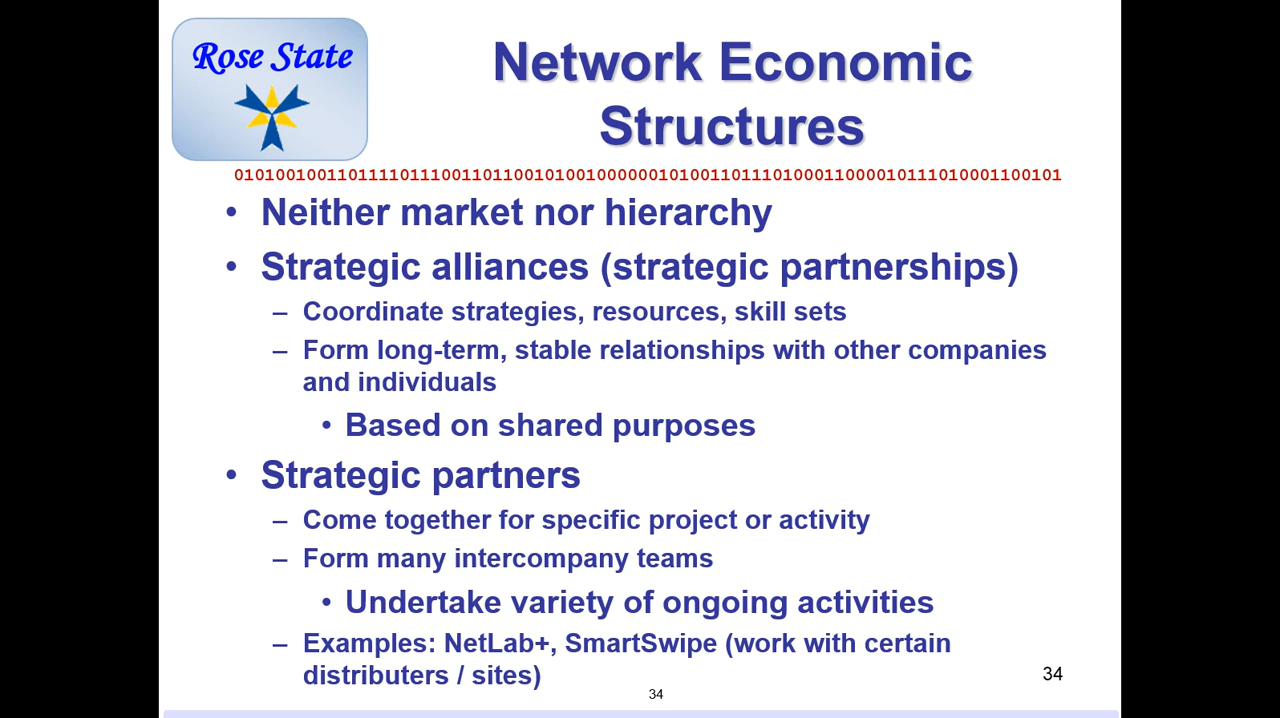 Rose State
Network Economic
Structures
01010010011011110111001101100101001000000101001101110100011000010111010001100101
• Neither market nor hierarchy
• Strategic alliances (strategic partnerships)
– Coordinate strategies, resources, skill sets
– Form long-term, stable relationships with other companies
and individuals
• Based on shared purposes
• Strategic partners
– Come together for specific project or activity
– Form many intercompany teams
• Undertake variety of ongoing activities
– Examples: NetLab+, SmartSwipe (work with certain
distributers / sites)
34
34